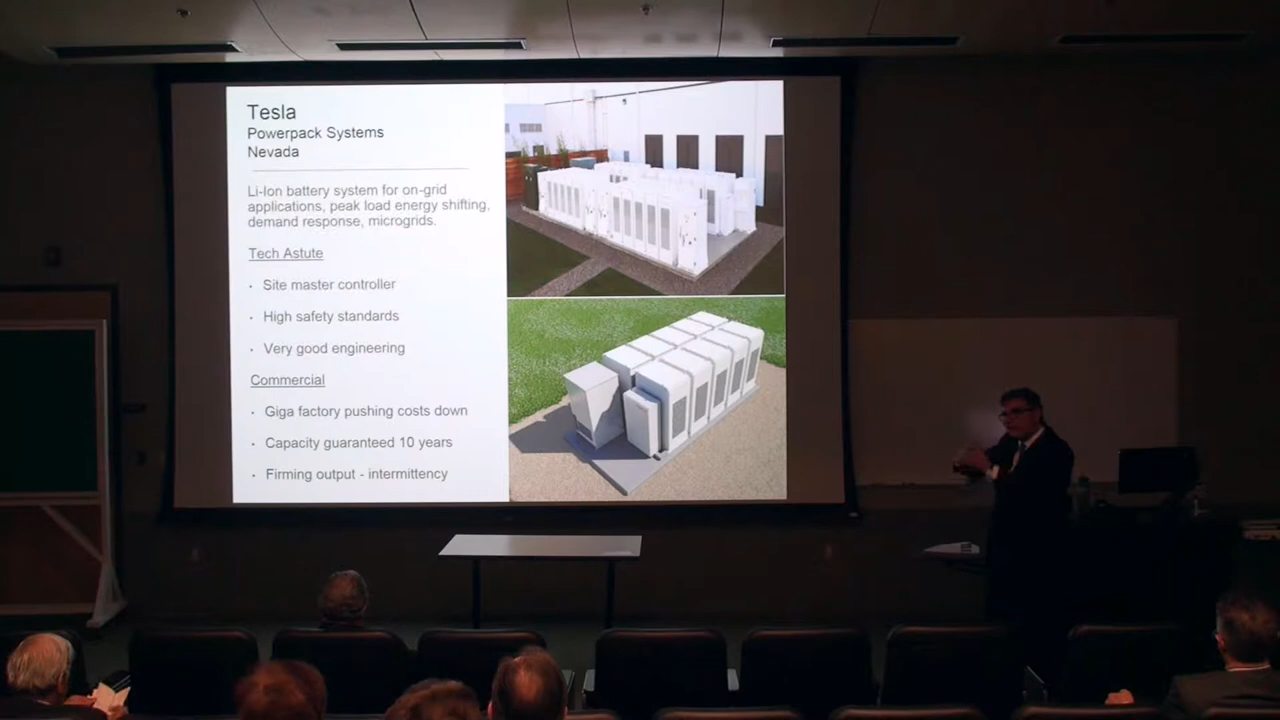 Tesla
Powerpack Systems
Nevada
Li-Ion battery system for on-grid
applications, peak load energy shifting,
demand response, microgrids.
Tech Astute
· Site master controller
· High safety standards
· Very good engineering
Commercial
· Giga factory pushing costs down
· Capacity guaranteed 10 years
· Firming output - intermittency